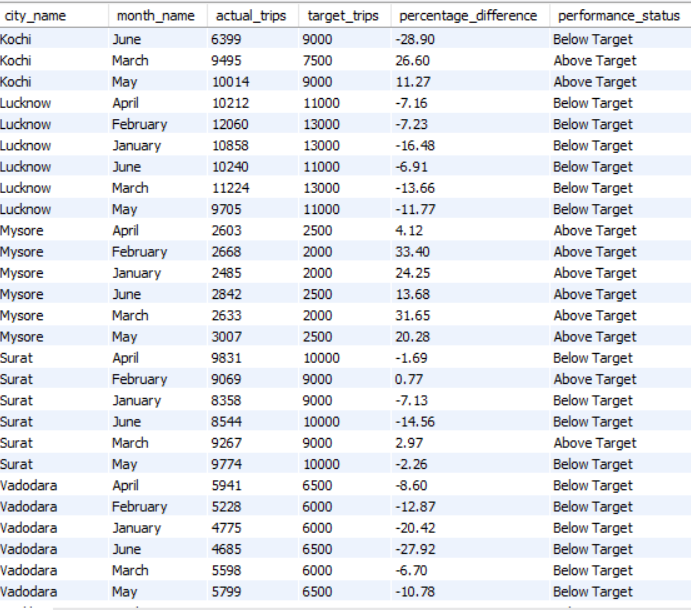 city_name month_name actual_trips target_trips percentage_difference performance_status
Kochi June 6399 9000 -28.90 Below Target
Kochi March 9495 7500 26.60 Above Target
Kochi May 10014 9000 11.27 Above Target
Lucknow April 10212 11000 -7.16 Below Target
Lucknow February 12060 13000 -7.23 Below Target
Lucknow January 10858 13000 -16.48 Below Target
Lucknow June 10240 11000 -6.91 Below Target
Lucknow March 11224 13000 -13.66 Below Target
Lucknow May 9705 11000 -11.77 Below Target
Mysore April 2603 2500 4.12 Above Target
Mysore February 2668 2000 33.40 Above Target
Mysore January 2485 2000 24.25 Above Target
Mysore June 2842 2500 13.68 Above Target
Mysore March 2633 2000 31.65 Above Target
Mysore May 3007 2500 20.28 Above Target
Surat April 9831 10000 -1.69 Below Target
Surat February 9069 9000 0.77 Above Target
Surat January 8358 9000 -7.13 Below Target
Surat June 8544 10000 -14.56 Below Target
Surat March 9267 9000 2.97 Above Target
Surat May 9774 10000 -2.26 Below Target
Vadodara April 5941 6500 -8.60 Below Target
Vadodara February 5228 6000 -12.87 Below Target
Vadodara January 4775 6000 -20.42 Below Target
Vadodara June 4685 6500 -27.92 Below Target
Vadodara March 5598 6000 -6.70 Below Target
Vadodara May 5799 6500 -10.78 Below Target